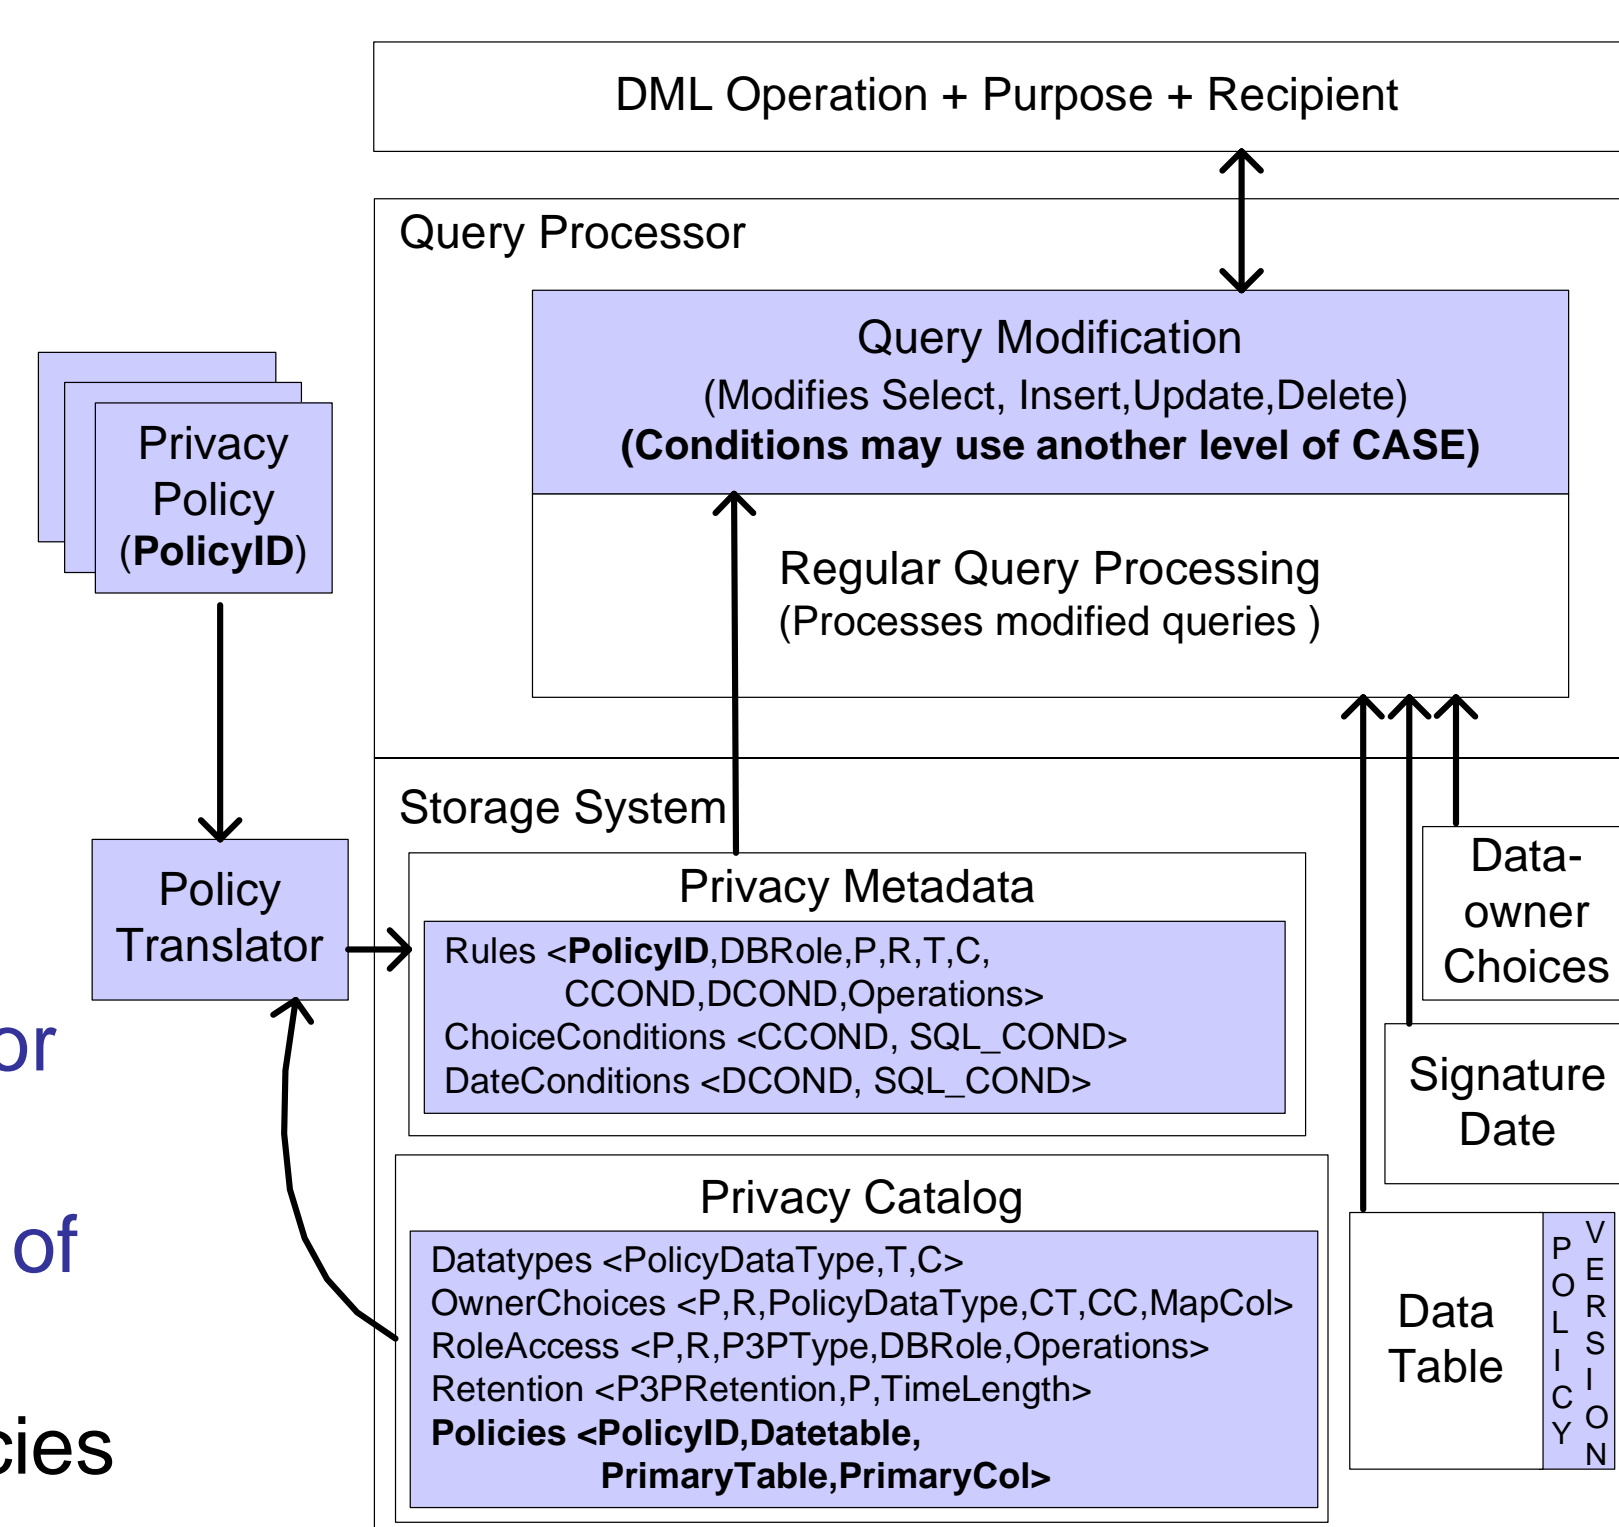 DML Operation + Purpose + Recipient
Query Processor
Query Modification
(Modifies Select, Insert,Update,Delete)
(Conditions may use another level of CASE)
Regular Query Processing
(Processes modified queries )
Privacy
Policy
(PolicyID)
Policy
Translator
Storage System
Privacy Metadata
Rules <PolicyID,DBRole,P,R,T,C,
CCOND,DCOND,Operations>
ChoiceConditions <CCOND, SQL_COND>
DateConditions <DCOND, SQL_COND>
Privacy Catalog
Datatypes <PolicyDataType,T,C>
OwnerChoices <P,R,PolicyDataType,CT,CC,MapCol>
RoleAccess <P,R,P3PType,DBRole,Operations>
Retention <P3PRetention,P,TimeLength>
Policies <PolicyID,Datetable,
PrimaryTable,PrimaryCol>
Data-
owner
Choices
Signature
Date
Data
Table
POLICY
VERSION
or
of
cies